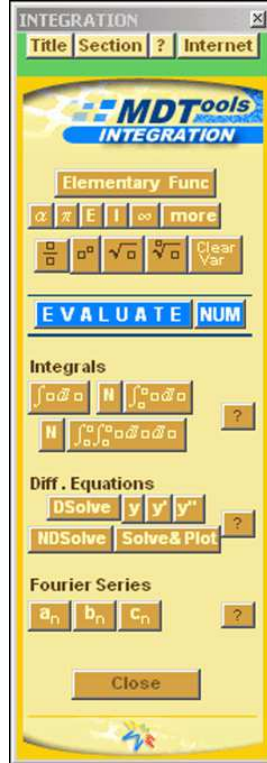 INTEGRATION
Title Section ? Internet
MDTools
INTEGRATION
Elementary Func
α π E I ∞ more
□/□ □^□ √□ □√□ Clear Var
EVALUATE NUM
Integrals
∫□ⅆ□ N ∫□□ⅆ□
?
N ∫∫□ⅆ□ⅆ□
Diff. Equations
DSolve y y' y"
?
NDSolve Solve& Plot
Fourier Series
an bn cn ?
Close